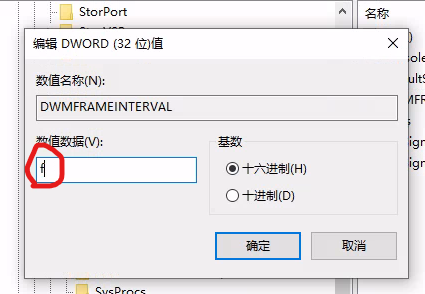 StorPort
名称
编辑 DWORD (32 位)值
数值名称(N):
DWMFRAMEINTERVAL
数值数据(V):
f
基数
十六进制(H)
十进制(D)
确定
取消
SysProcs